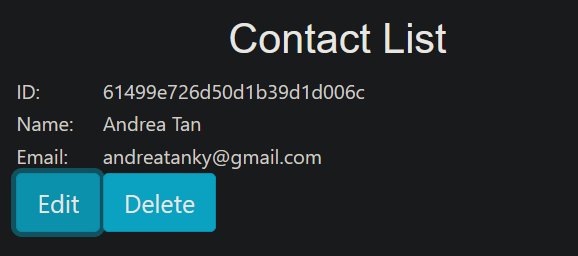 Contact List
ID: 61499e726d50d1b39d1d006c
Name: Andrea Tan
Email: andreatanky@gmail.com
Edit Delete